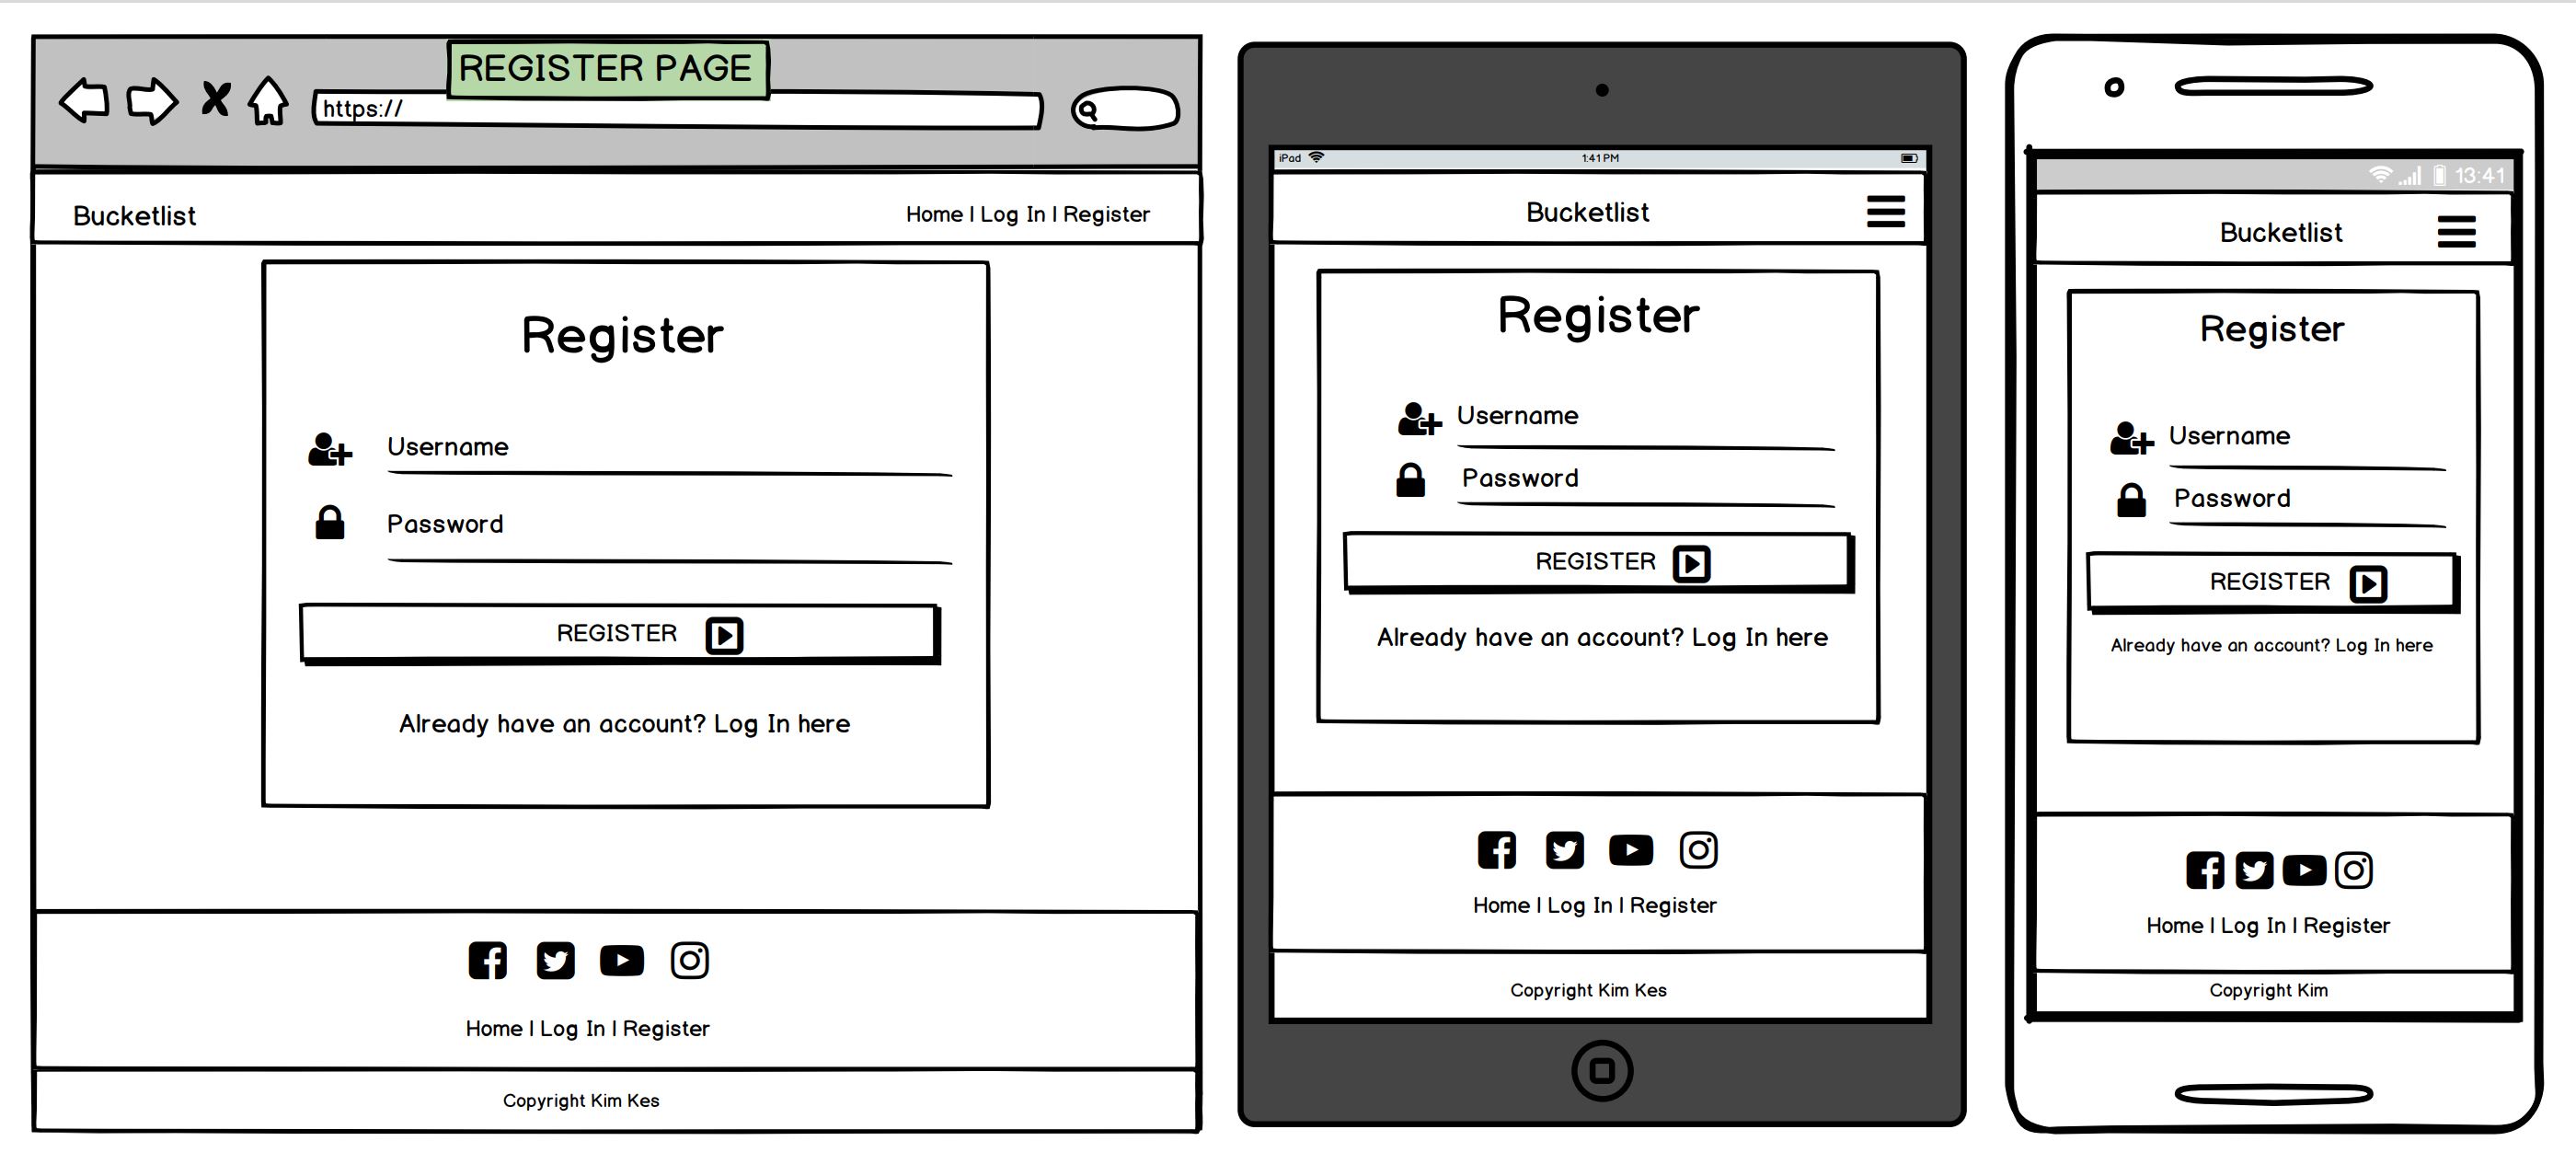 REGISTER PAGE
https://
Bucketlist
Home | Log In | Register
Register
Username
Password
REGISTER
Already have an account? Log In here
Home | Log In | Register
Copyright Kim Kes
iPad
1:41 PM
Bucketlist
Register
Username
Password
REGISTER
Already have an account? Log In here
Home | Log In | Register
Copyright Kim Kes
13:41
Bucketlist
Register
Username
Password
REGISTER
Already have an account? Log In here
Home | Log In | Register
Copyright Kim